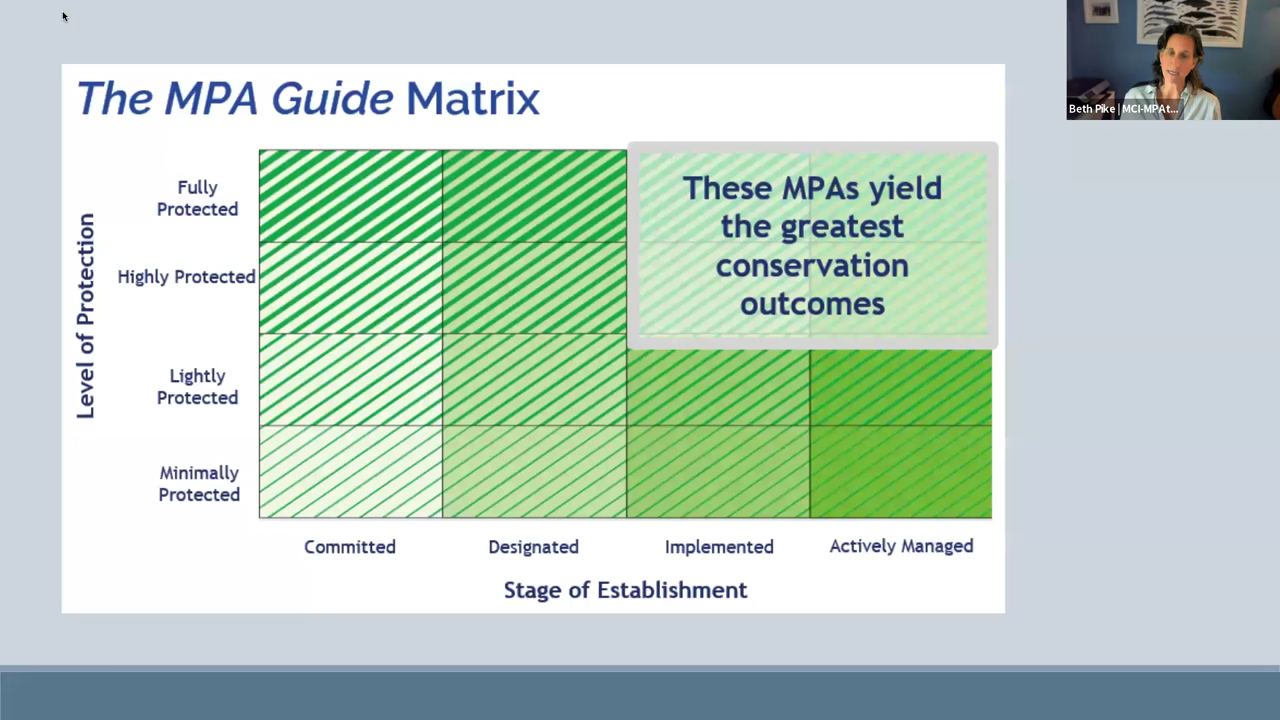 The MPA Guide Matrix
Beth Pike | MCI-MPAt...
Level of Protection
Fully
Protected
Highly Protected
Lightly
Protected
Minimally
Protected
These MPAs yield
the greatest
conservation
outcomes
Committed
Designated
Implemented
Actively Managed
Stage of Establishment